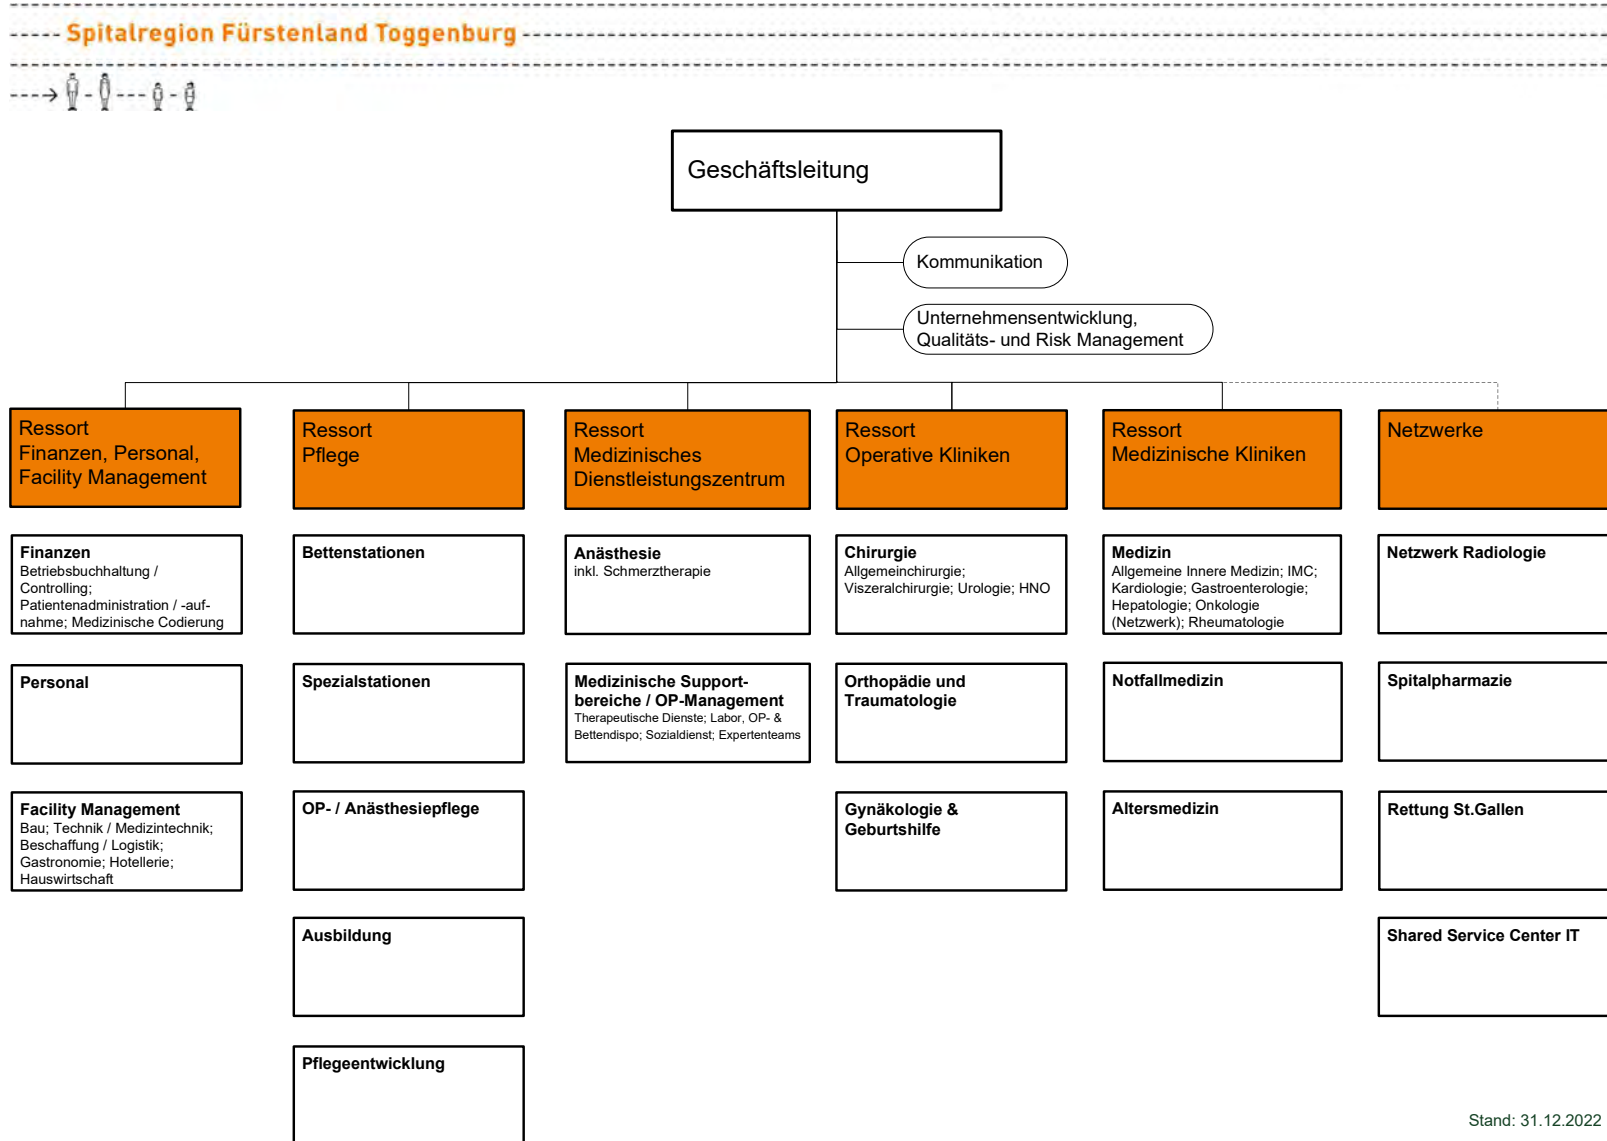 Spitalregion Fürstenland Toggenburg
Geschäftsleitung
Kommunikation
Unternehmensentwicklung,
Qualitäts- und Risk Management
Ressort
Finanzen, Personal,
Facility Management
Ressort
Pflege
Ressort
Medizinisches
Dienstleistungszentrum
Ressort
Operative Kliniken
Ressort
Medizinische Kliniken
Netzwerke
Finanzen
Betriebsbuchhaltung /
Controlling;
Patientenadministration / -auf-
nahme; Medizinische Codierung
Bettenstationen
Anästhesie
inkl. Schmerztherapie
Chirurgie
Allgemeinchirurgie;
Viszeralchirurgie; Urologie; HNO
Medizin
Allgemeine Innere Medizin; IMC;
Kardiologie; Gastroenterologie;
Hepatologie; Onkologie
(Netzwerk); Rheumatologie
Netzwerk Radiologie
Personal
Spezialstationen
Medizinische Support-
bereiche / OP-Management
Therapeutische Dienste; Labor, OP- &
Bettendispo; Sozialdienst; Expertenteams
Orthopädie und
Traumatologie
Notfallmedizin
Spitalpharmazie
Facility Management
Bau; Technik / Medizintechnik;
Beschaffung / Logistik;
Gastronomie; Hotellerie;
Hauswirtschaft
OP- / Anästhesiepflege
Gynäkologie &
Geburtshilfe
Altersmedizin
Rettung St.Gallen
Ausbildung
Shared Service Center IT
Pflegeentwicklung
Stand: 31.12.2022